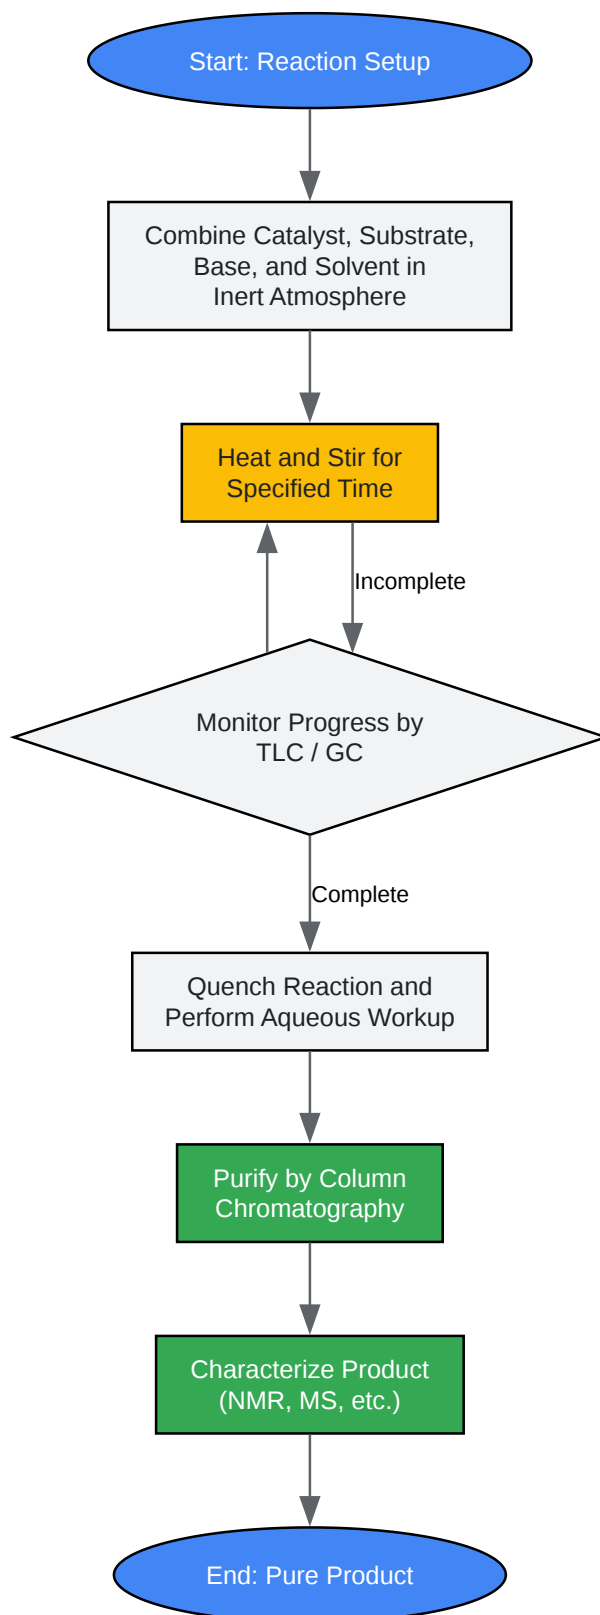 Start: Reaction Setup
Combine Catalyst, Substrate,
Base, and Solvent in
Inert Atmosphere
Heat and Stir for
Specified Time
Incomplete
Monitor Progress by
TLC / GC
Complete
Quench Reaction and
Perform Aqueous Workup
Purify by Column
Chromatography
Characterize Product
(NMR, MS, etc.)
End: Pure Product